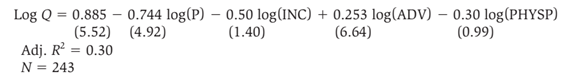 Log Q = 0.885 − 0.744 log(P) − 0.50 log(INC) + 0.253 log(ADV) − 0.30 log(PHYSP)
(5.52) (4.92) (1.40) (6.64) (0.99)
Adj. R² = 0.30
N = 243